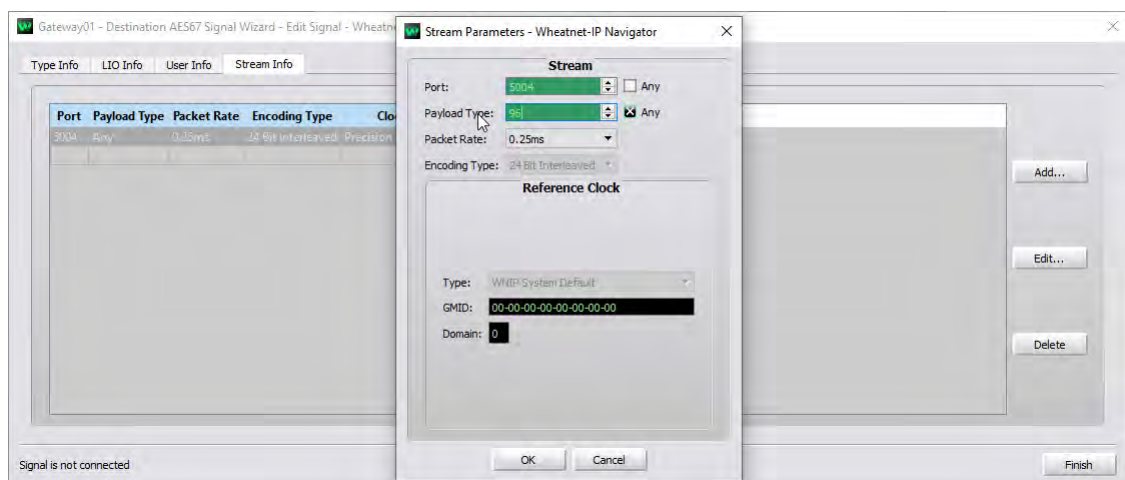 Gateway01 - Destination AES67 Signal Wizard - Edit Signal - Wheatne
Stream Parameters - Wheatnet-IP Navigator
Type Info LIO Info User Info Stream Info
Stream
Port: 5004 Any
Payload Type: 96 Any
Packet Rate: 0.25ms
Encoding Type: 24 Bit Interleaved
Port Payload Type Packet Rate Encoding Type Clo
5004 Any 0.25ms 24 Bit Interleaved Precision
Reference Clock
Type: WNIP System Default
GMID: 00-00-00-00-00-00-00-00
Domain: 0
Add...
Edit...
Delete
OK Cancel
Signal is not connected
Finish